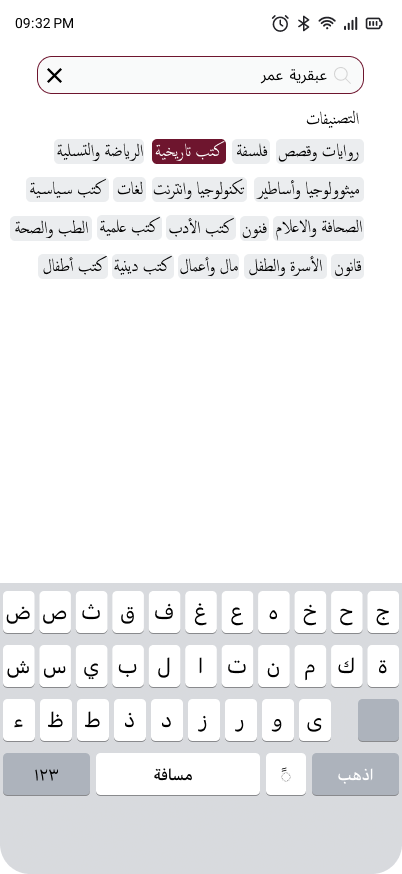 09:32 PM
عبقرية عمر
التصنيفات
روايات وقصص فلسفة كتب تاريخية الرياضة والتسلية
ميثوولوجيا وأساطير تكنولوجيا وانترنت لغات كتب سياسية
الصحافة والاعلام فنون كتب الأدب كتب علمية الطب والصحة
قانون الأسرة والطفل مال وأعمال كتب دينية كتب أطفال
ض ص ث ق ف غ ع ه خ ح ج
ش س ي ب ل ا ت ن م ك ة
ء ظ ط ذ د ز ر و ى
١٢٣ مسافة ً اذهب